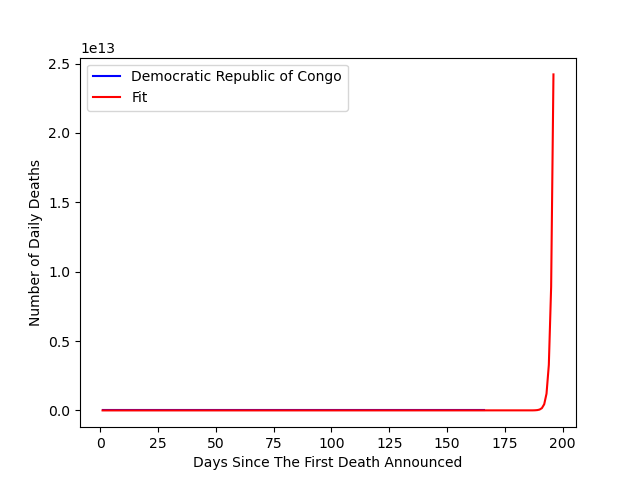 1e13
2.5
2.0
1.5
1.0
0.5
0.0
Number of Daily Deaths
Democratic Republic of Congo
Fit
0 25 50 75 100 125 150 175 200
Days Since The First Death Announced